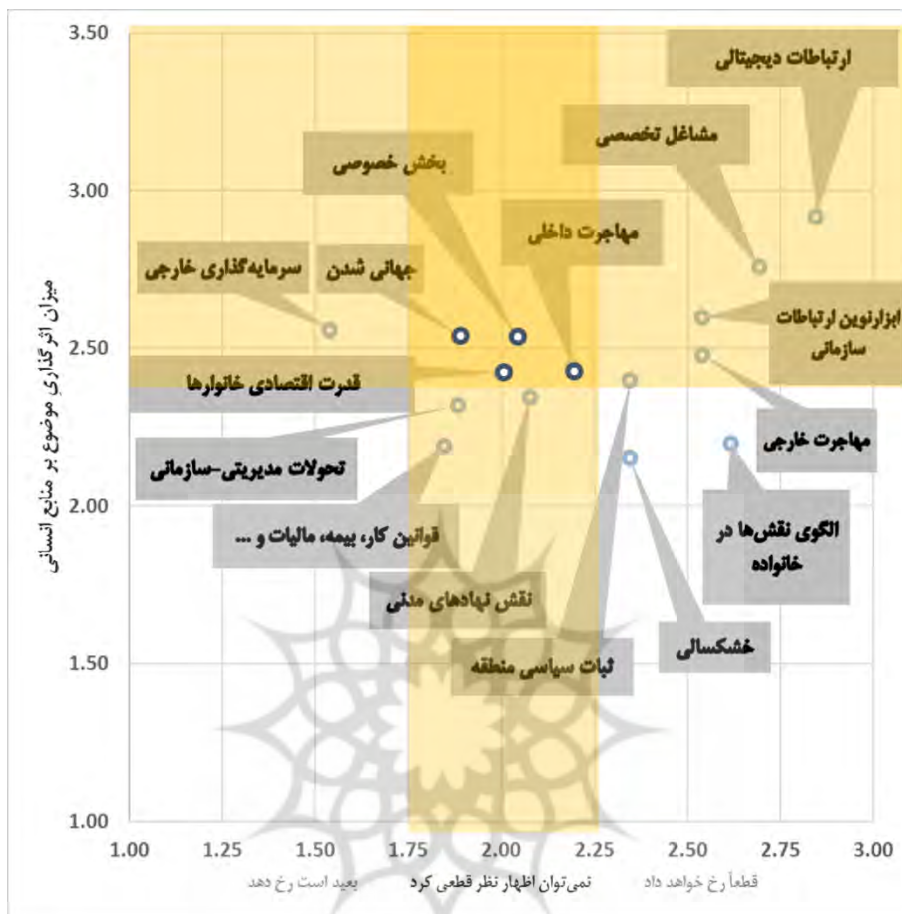 3.50
ارتباطات دیجیتالی
مشاغل تخصصی
بخش خصوصی
3.00
مهاجرت داخلی
سرمایه‌گذاری خارجی
جهانی شدن
ابزارنوین ارتباطات
سازمانی
2.50
قدرت اقتصادی خانوارها
مهاجرت خارجی
تحولات مدیریتی-سازمانی
2.00
الگوی نقش‌ها در
خانواده
قوانین کار، بیمه، مالیات و ...
نقش نهادهای مدنی
خشکسالی
ثبات سیاسی منطقه
1.50
1.00
میزان اثرگذاری موضوع بر منابع انسانی
1.00 1.25 1.50 1.75 2.00 2.25 2.50 2.75 3.00
بعید است رخ دهد
نمی‌توان اظهار نظر قطعی کرد
قطعاً رخ خواهد داد